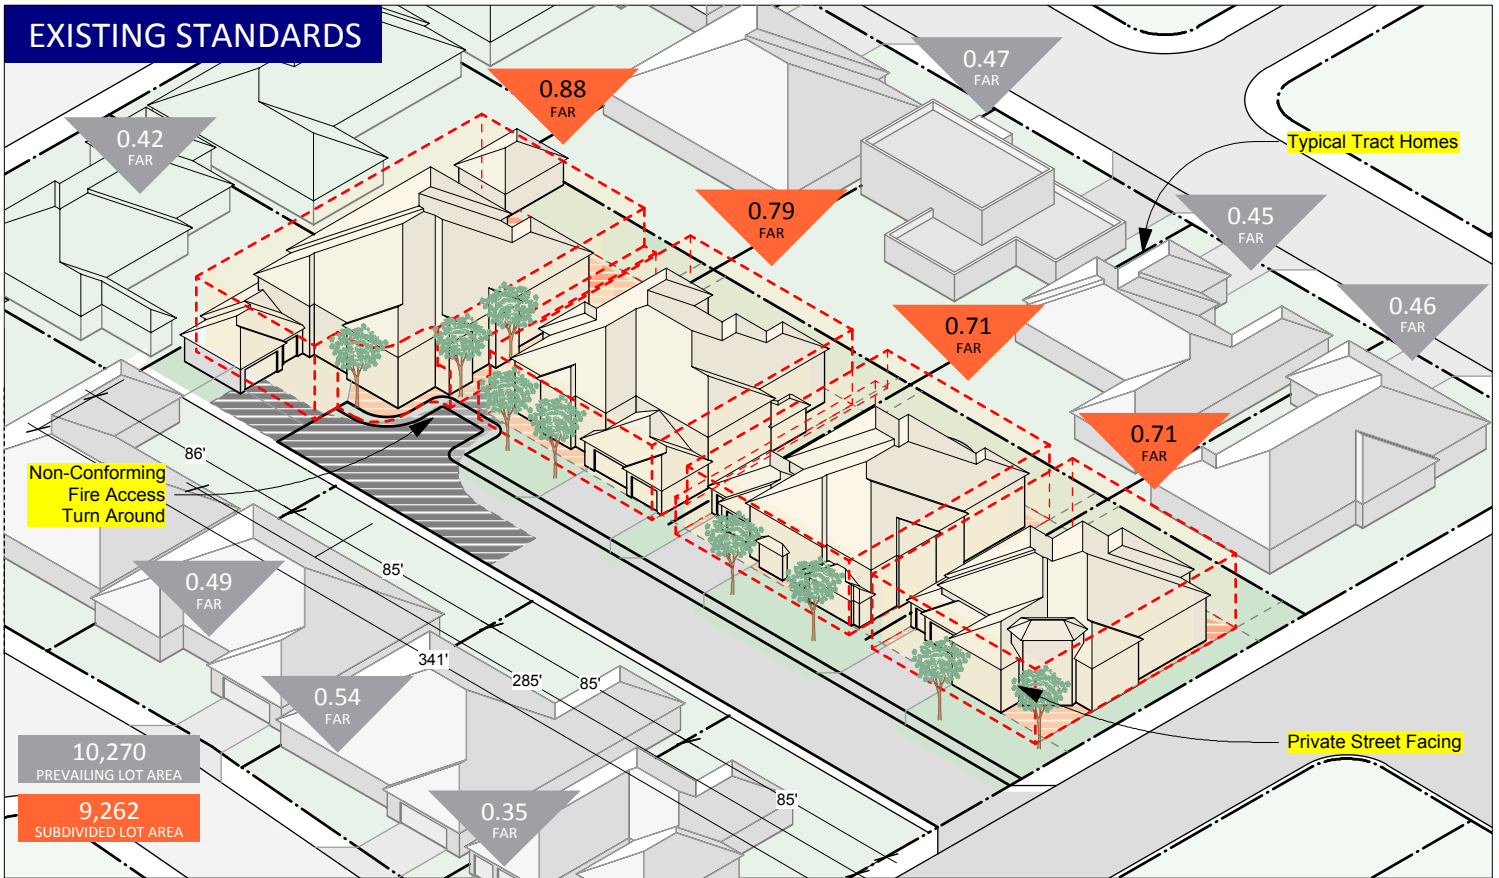 EXISTING STANDARDS
0.88
FAR
0.47
FAR
0.42
FAR
Typical Tract Homes
0.79
FAR
0.45
FAR
0.71
FAR
0.46
FAR
0.71
FAR
86'
Non-Conforming
Fire Access
Turn Around
0.49
FAR
85'
341'
285'
85'
0.54
FAR
10,270
PREVAILING LOT AREA
Private Street Facing
9,262
SUBDIVIDED LOT AREA
0.35
FAR
85'